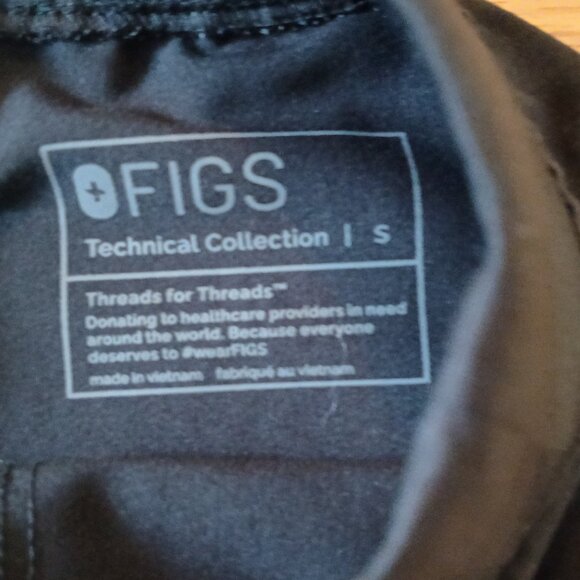 FIGS
Technical Collection | S
Threads for Threads™
Donating to healthcare providers in need
around the world. Because everyone
deserves to #wearFIGS
made in vietnam fabriqué au vietnam